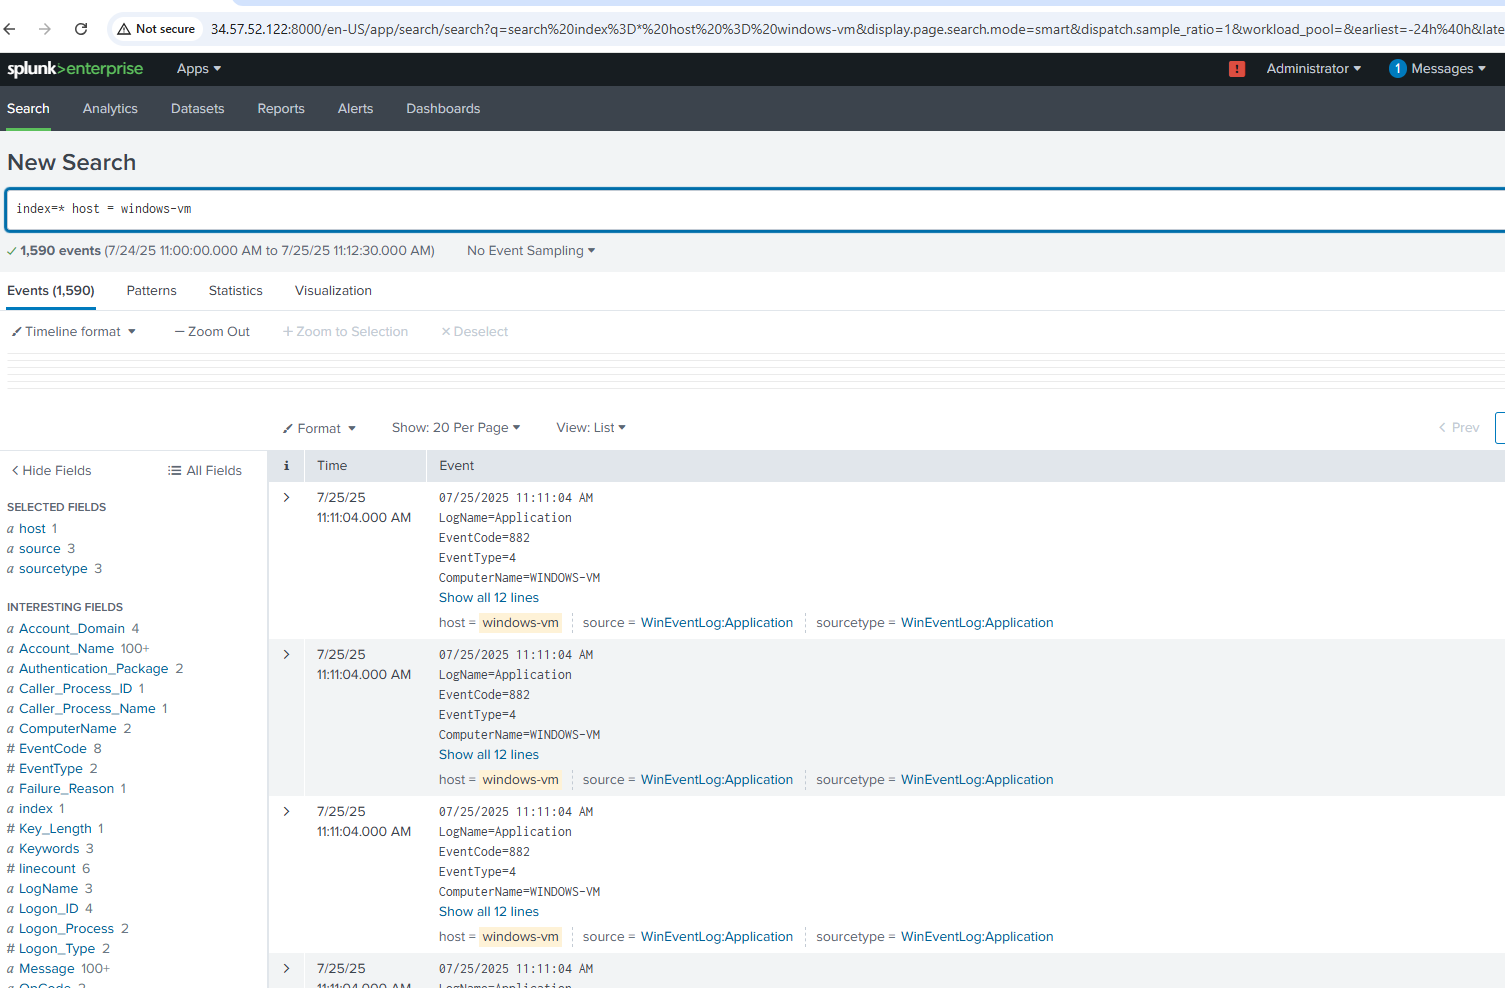 Not secure 34.57.52.122:8000/en-US/app/search/search?q=search%20index%3D*%20host%20%3D%20windows-vm&display.page.search.mode=smart&dispatch.sample_ratio=1&workload_pool=&earliest=-24h%40h&late
splunk>enterprise Apps ! Administrator 1 Messages
Search Analytics Datasets Reports Alerts Dashboards
New Search
index=* host = windows-vm
1,590 events (7/24/25 11:00:00.000 AM to 7/25/25 11:12:30.000 AM) No Event Sampling
Events (1,590) Patterns Statistics Visualization
Timeline format — Zoom Out + Zoom to Selection × Deselect
Format Show: 20 Per Page View: List < Prev
< Hide Fields All Fields
SELECTED FIELDS
a host 1
a source 3
a sourcetype 3
INTERESTING FIELDS
a Account_Domain 4
a Account_Name 100+
a Authentication_Package 2
a Caller_Process_ID 1
a Caller_Process_Name 1
a ComputerName 2
# EventCode 8
# EventType 2
a Failure_Reason 1
a index 1
# Key_Length 1
a Keywords 3
# linecount 6
a LogName 3
a Logon_ID 4
a Logon_Process 2
# Logon_Type 2
a Message 100+
a OpCode 2
i Time Event
> 7/25/25 11:11:04.000 AM
07/25/2025 11:11:04 AM
LogName=Application
EventCode=882
EventType=4
ComputerName=WINDOWS-VM
Show all 12 lines
host = windows-vm source = WinEventLog:Application sourcetype = WinEventLog:Application
> 7/25/25 11:11:04.000 AM
07/25/2025 11:11:04 AM
LogName=Application
EventCode=882
EventType=4
ComputerName=WINDOWS-VM
Show all 12 lines
host = windows-vm source = WinEventLog:Application sourcetype = WinEventLog:Application
> 7/25/25 11:11:04.000 AM
07/25/2025 11:11:04 AM
LogName=Application
EventCode=882
EventType=4
ComputerName=WINDOWS-VM
Show all 12 lines
host = windows-vm source = WinEventLog:Application sourcetype = WinEventLog:Application
> 7/25/25 11:11:04.000 AM
07/25/2025 11:11:04 AM
LogName=Application